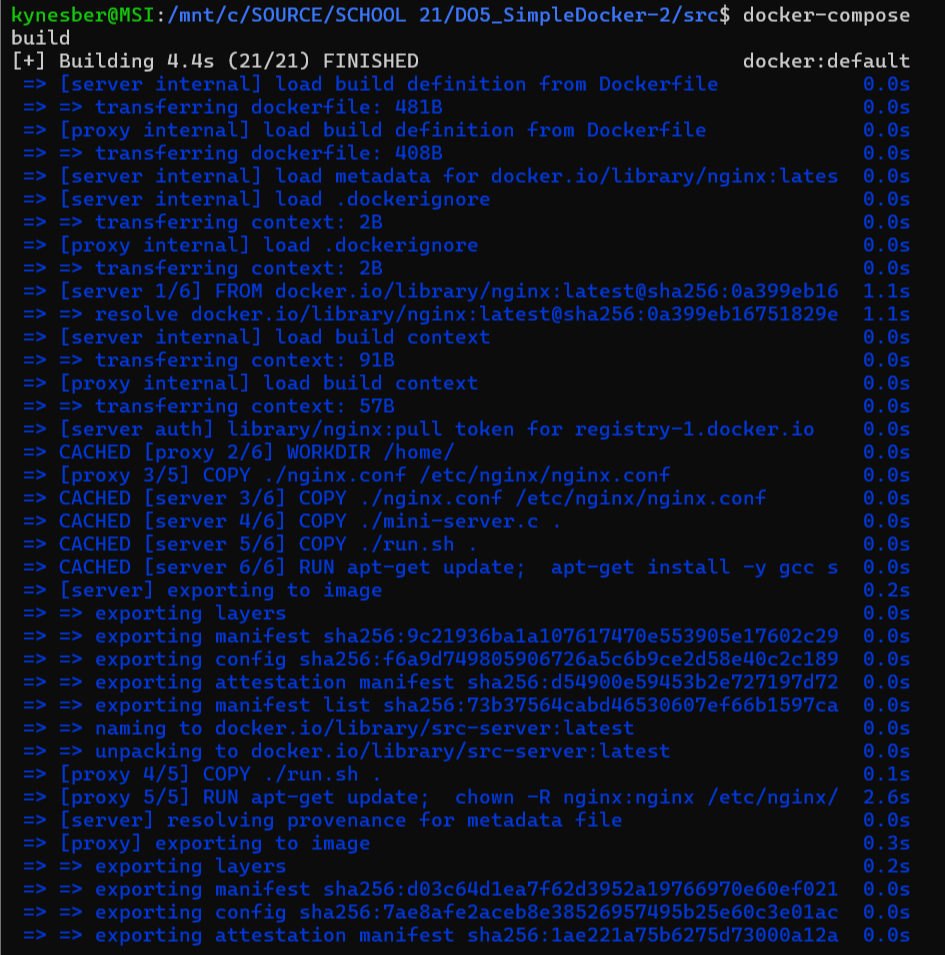 kynesber@MSI:/mnt/c/SOURCE/SCHOOL 21/DO5_SimpleDocker-2/src$ docker-compose
build
[+] Building 4.4s (21/21) FINISHED docker:default
=> [server internal] load build definition from Dockerfile 0.0s
=> => transferring dockerfile: 481B 0.0s
=> [proxy internal] load build definition from Dockerfile 0.0s
=> => transferring dockerfile: 408B 0.0s
=> [server internal] load metadata for docker.io/library/nginx:lates 0.0s
=> [server internal] load .dockerignore 0.0s
=> => transferring context: 2B 0.0s
=> [proxy internal] load .dockerignore 0.0s
=> => transferring context: 2B 0.0s
=> [server 1/6] FROM docker.io/library/nginx:latest@sha256:0a399eb16 1.1s
=> => resolve docker.io/library/nginx:latest@sha256:0a399eb16751829e 1.1s
=> [server internal] load build context 0.0s
=> => transferring context: 91B 0.0s
=> [proxy internal] load build context 0.0s
=> => transferring context: 57B 0.0s
=> [server auth] library/nginx:pull token for registry-1.docker.io 0.0s
=> CACHED [proxy 2/6] WORKDIR /home/ 0.0s
=> [proxy 3/5] COPY ./nginx.conf /etc/nginx/nginx.conf 0.0s
=> CACHED [server 3/6] COPY ./nginx.conf /etc/nginx/nginx.conf 0.0s
=> CACHED [server 4/6] COPY ./mini-server.c . 0.0s
=> CACHED [server 5/6] COPY ./run.sh . 0.0s
=> CACHED [server 6/6] RUN apt-get update;  apt-get install -y gcc s 0.0s
=> [server] exporting to image 0.2s
=> => exporting layers 0.0s
=> => exporting manifest sha256:9c21936ba1a107617470e553905e17602c29 0.0s
=> => exporting config sha256:f6a9d749805906726a5c6b9ce2d58e40c2c189 0.0s
=> => exporting attestation manifest sha256:d54900e59453b2e727197d72 0.0s
=> => exporting manifest list sha256:73b37564cabd46530607ef66b1597ca 0.0s
=> => naming to docker.io/library/src-server:latest 0.0s
=> => unpacking to docker.io/library/src-server:latest 0.0s
=> [proxy 4/5] COPY ./run.sh . 0.1s
=> [proxy 5/5] RUN apt-get update;  chown -R nginx:nginx /etc/nginx/ 2.6s
=> [server] resolving provenance for metadata file 0.0s
=> [proxy] exporting to image 0.3s
=> => exporting layers 0.2s
=> => exporting manifest sha256:d03c64d1ea7f62d3952a19766970e60ef021 0.0s
=> => exporting config sha256:7ae8afe2aceb8e38526957495b25e60c3e01ac 0.0s
=> => exporting attestation manifest sha256:1ae221a75b6275d73000a12a 0.0s